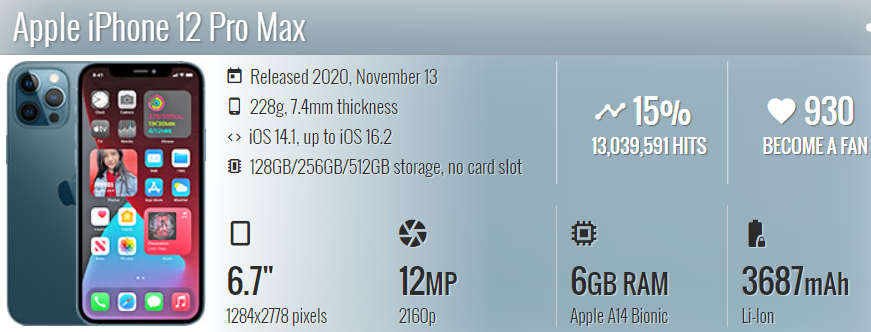 Apple iPhone 12 Pro Max
Released 2020, November 13
228g, 7.4mm thickness
iOS 14.1, up to iOS 16.2
128GB/256GB/512GB storage, no card slot
15%
13,039,591 HITS
930
BECOME A FAN
6.7"
1284x2778 pixels
12MP
2160p
6GB RAM
Apple A14 Bionic
3687mAh
Li-Ion